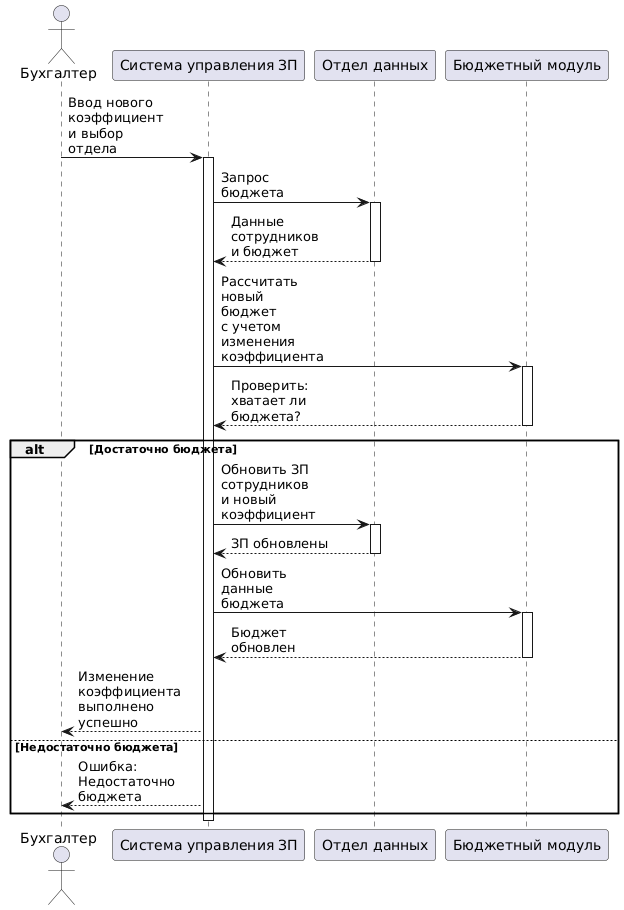 Бухгалтер
Система управления ЗП
Отдел данных
Бюджетный модуль
Ввод нового
коэффициент
и выбор
отдела
Запрос
бюджета
Данные
сотрудников
и бюджет
Рассчитать
новый
бюджет
с учетом
изменения
коэффициента
Проверить:
хватает ли
бюджета?
alt
[Достаточно бюджета]
Обновить ЗП
сотрудников
и новый
коэффициент
ЗП обновлены
Обновить
данные
бюджета
Бюджет
обновлен
Изменение
коэффициента
выполнено
успешно
[Недостаточно бюджета]
Ошибка:
Недостаточно
бюджета
Бухгалтер
Система управления ЗП
Отдел данных
Бюджетный модуль